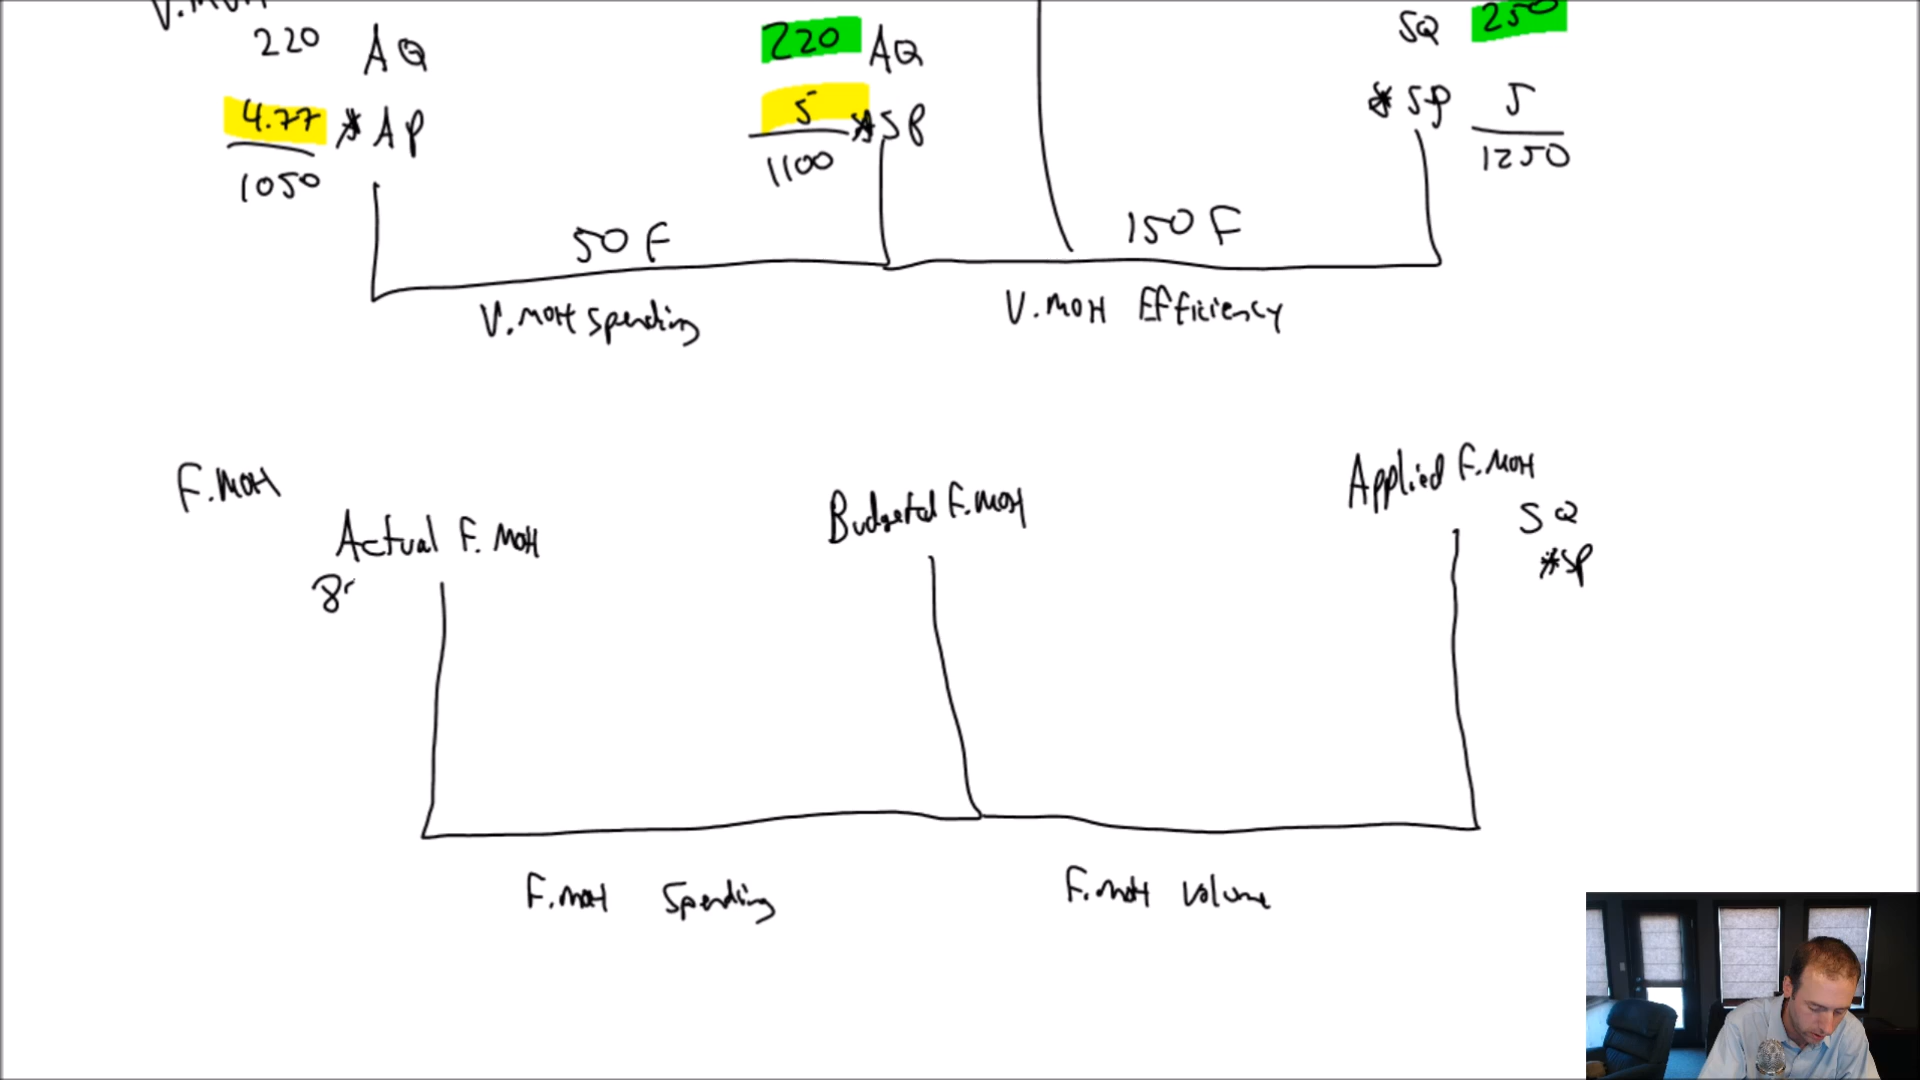 V.MOH
220 AQ
4.77 * AP
1050
220 AQ
5 * SP
1100
SQ 250
* SP 5
1250
50 F
150 F
V.MOH Spending
V.MOH Efficiency
F.MOH
Actual F.MOH
Budgeted F.MOH
Applied F.MOH
SQ
*SP
F.MOH Spending
F.MOH Volume